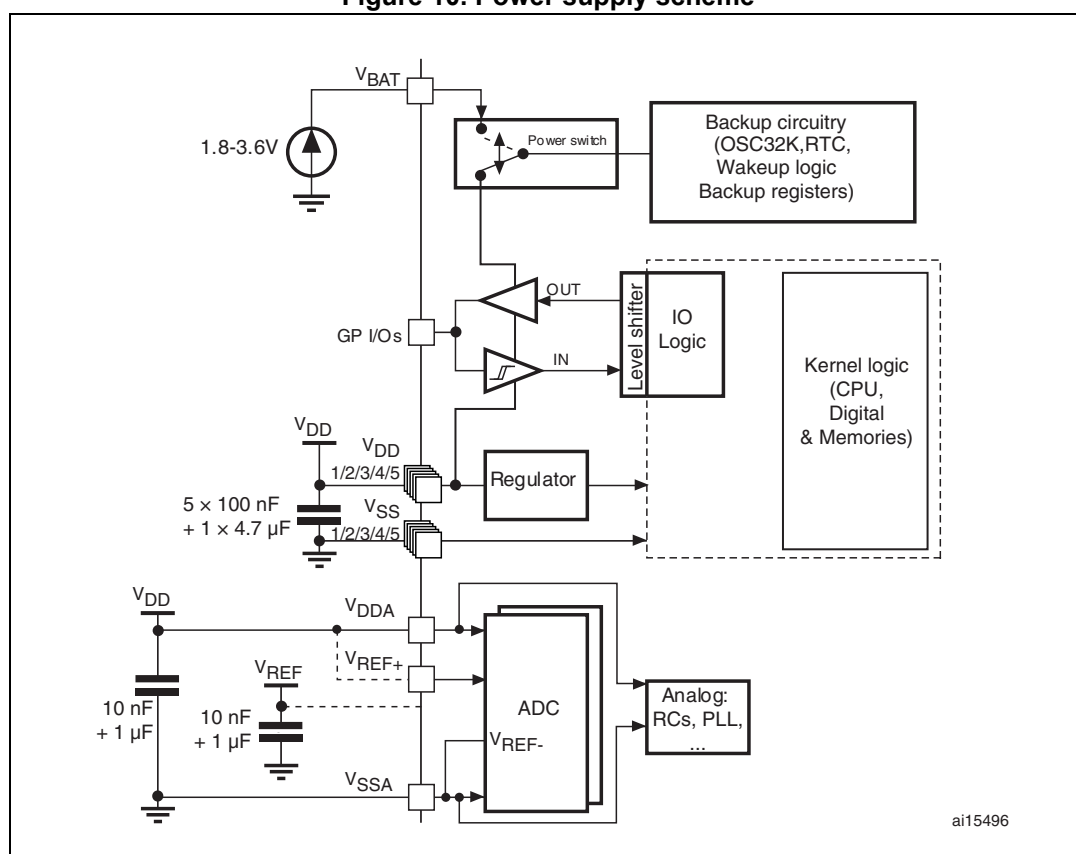 Figure 10. Power supply scheme
VBAT
1.8-3.6V
Power switch
Backup circuitry
(OSC32K,RTC,
Wakeup logic
Backup registers)
OUT
GP I/Os
IN
Level shifter
IO
Logic
Kernel logic
(CPU,
Digital
& Memories)
VDD
VDD
1/2/3/4/5
Regulator
5 × 100 nF
+ 1 × 4.7 µF
VSS
1/2/3/4/5
VDD
VDDA
VREF+
VREF
10 nF
+ 1 µF
10 nF
+ 1 µF
ADC
VREF-
Analog:
RCs, PLL,
...
VSSA
ai15496